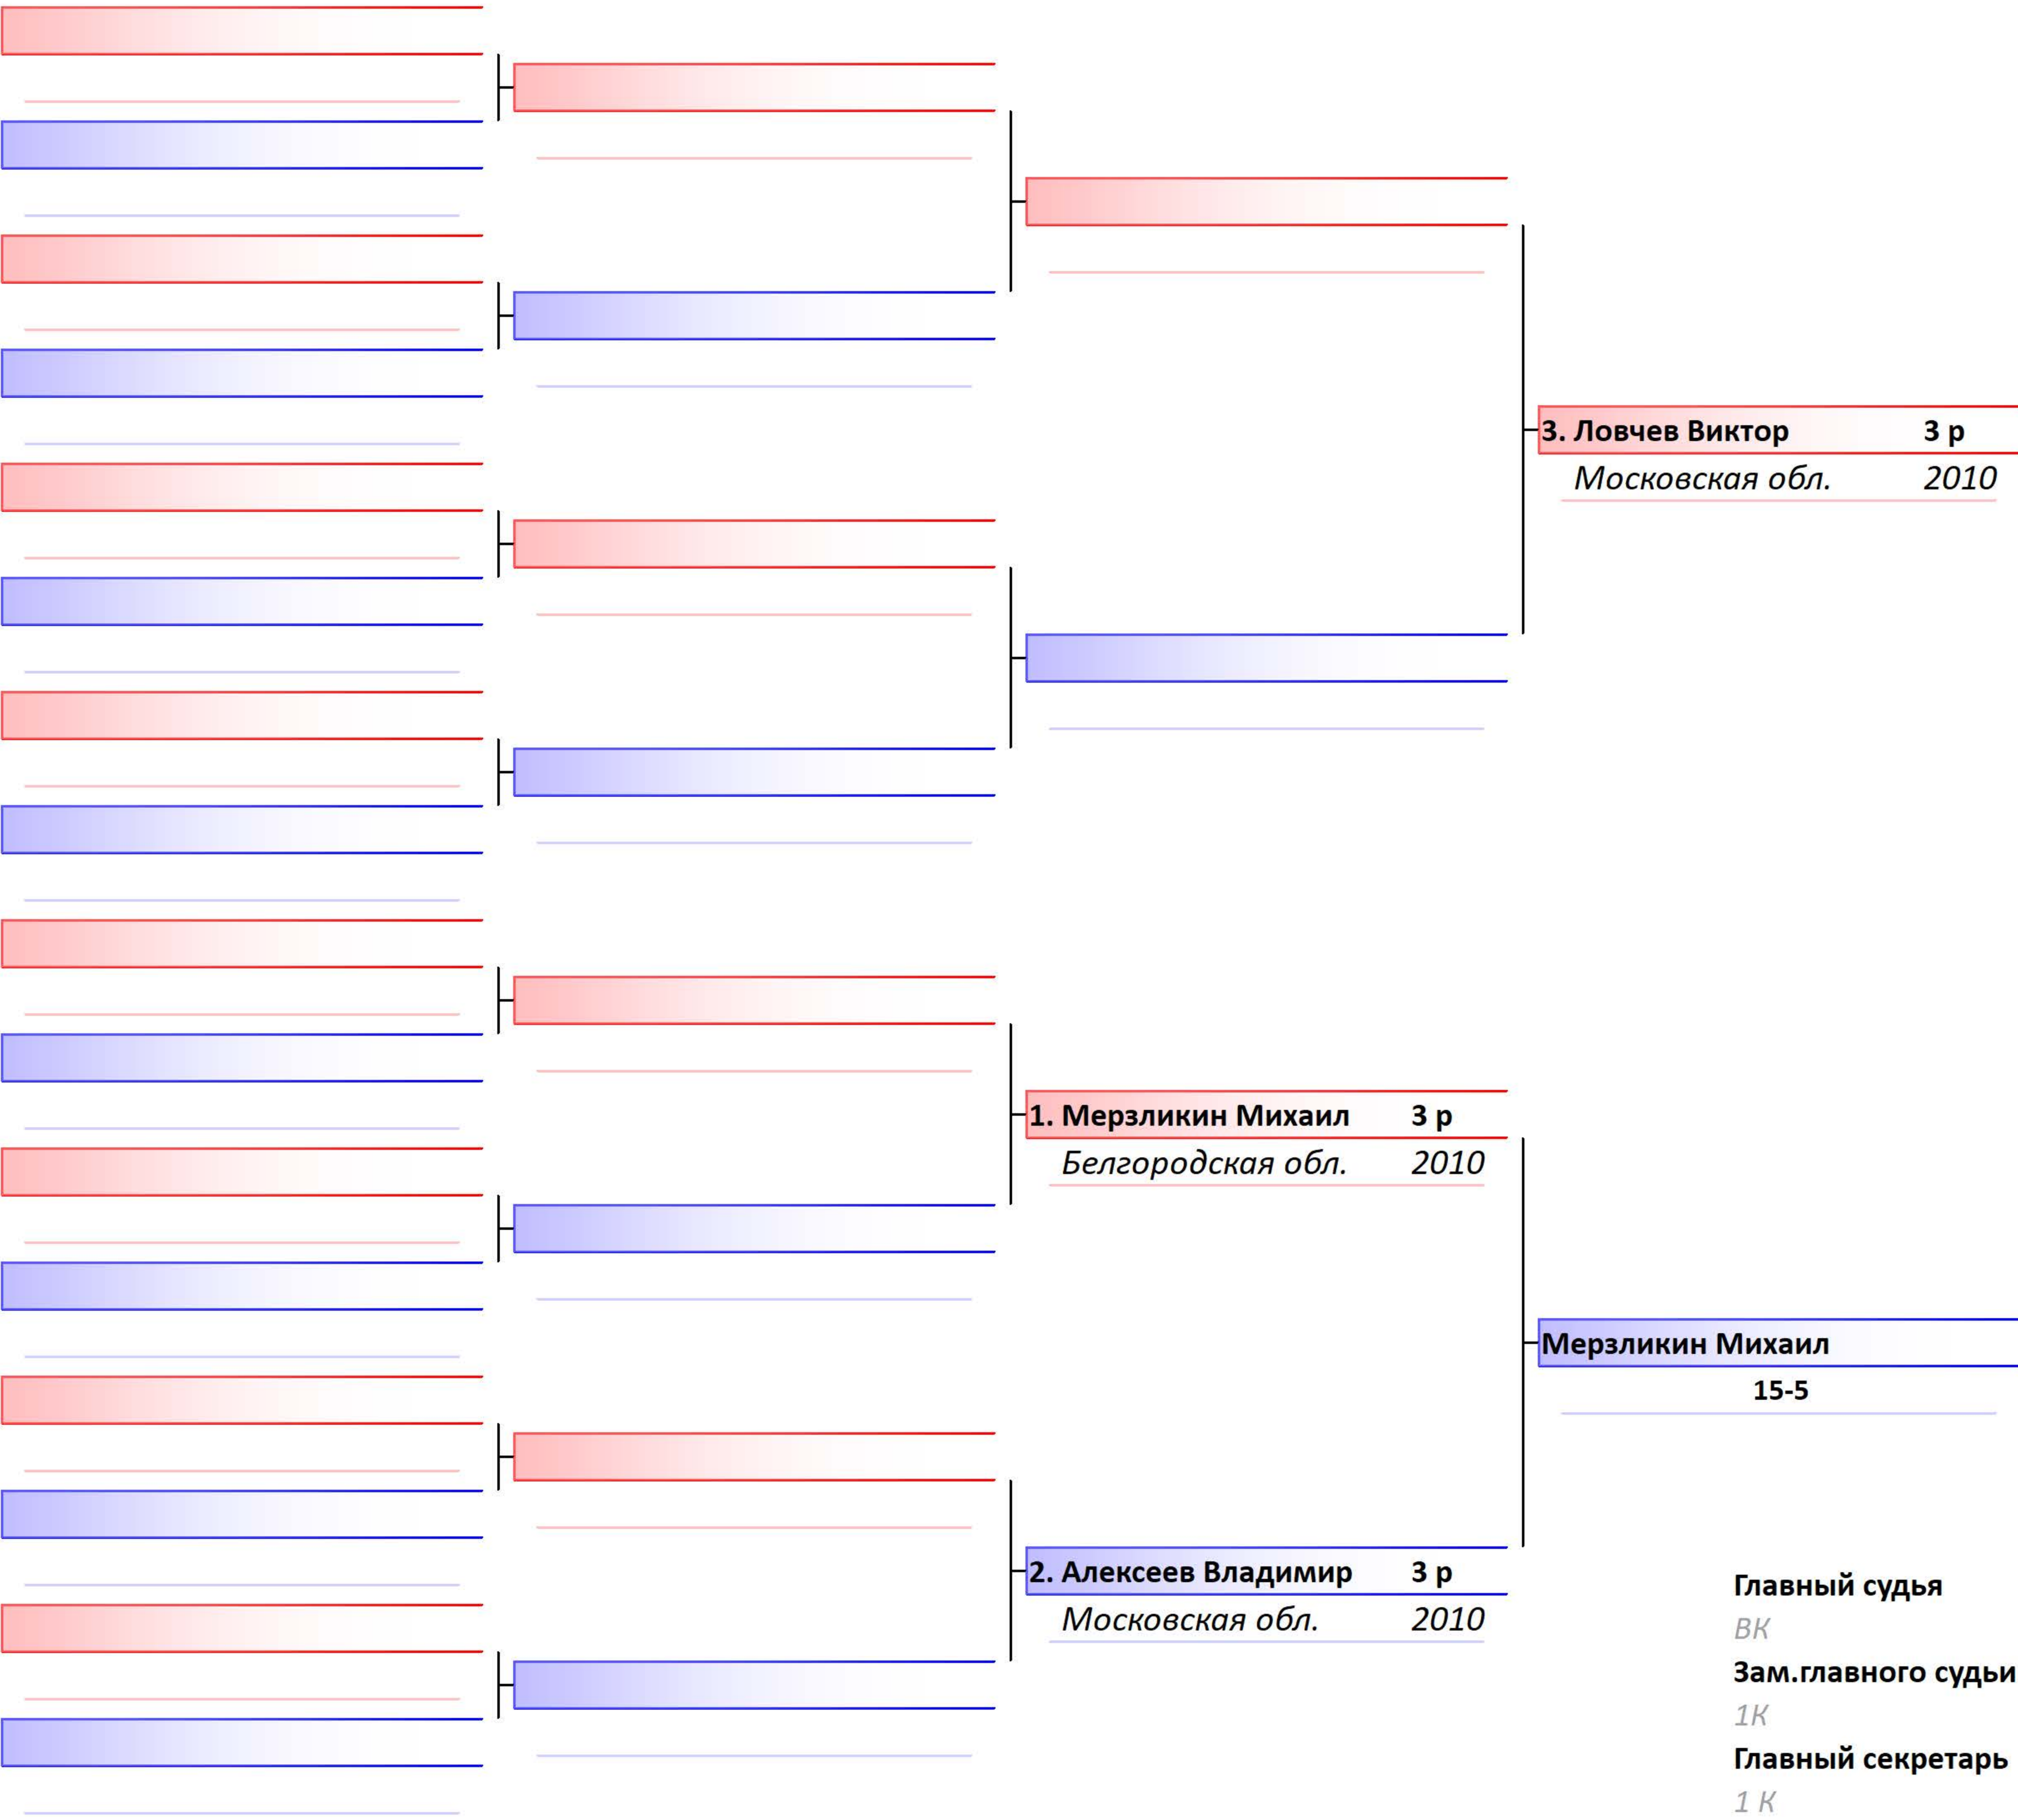 3. Ловчев Виктор 3 р
Московская обл. 2010
1. Мерзликин Михаил 3 р
Белгородская обл. 2010
Мерзликин Михаил
15-5
2. Алексеев Владимир 3 р
Московская обл. 2010
Главный судья
ВК
Зам.главного судьи
1К
Главный секретарь
1 К